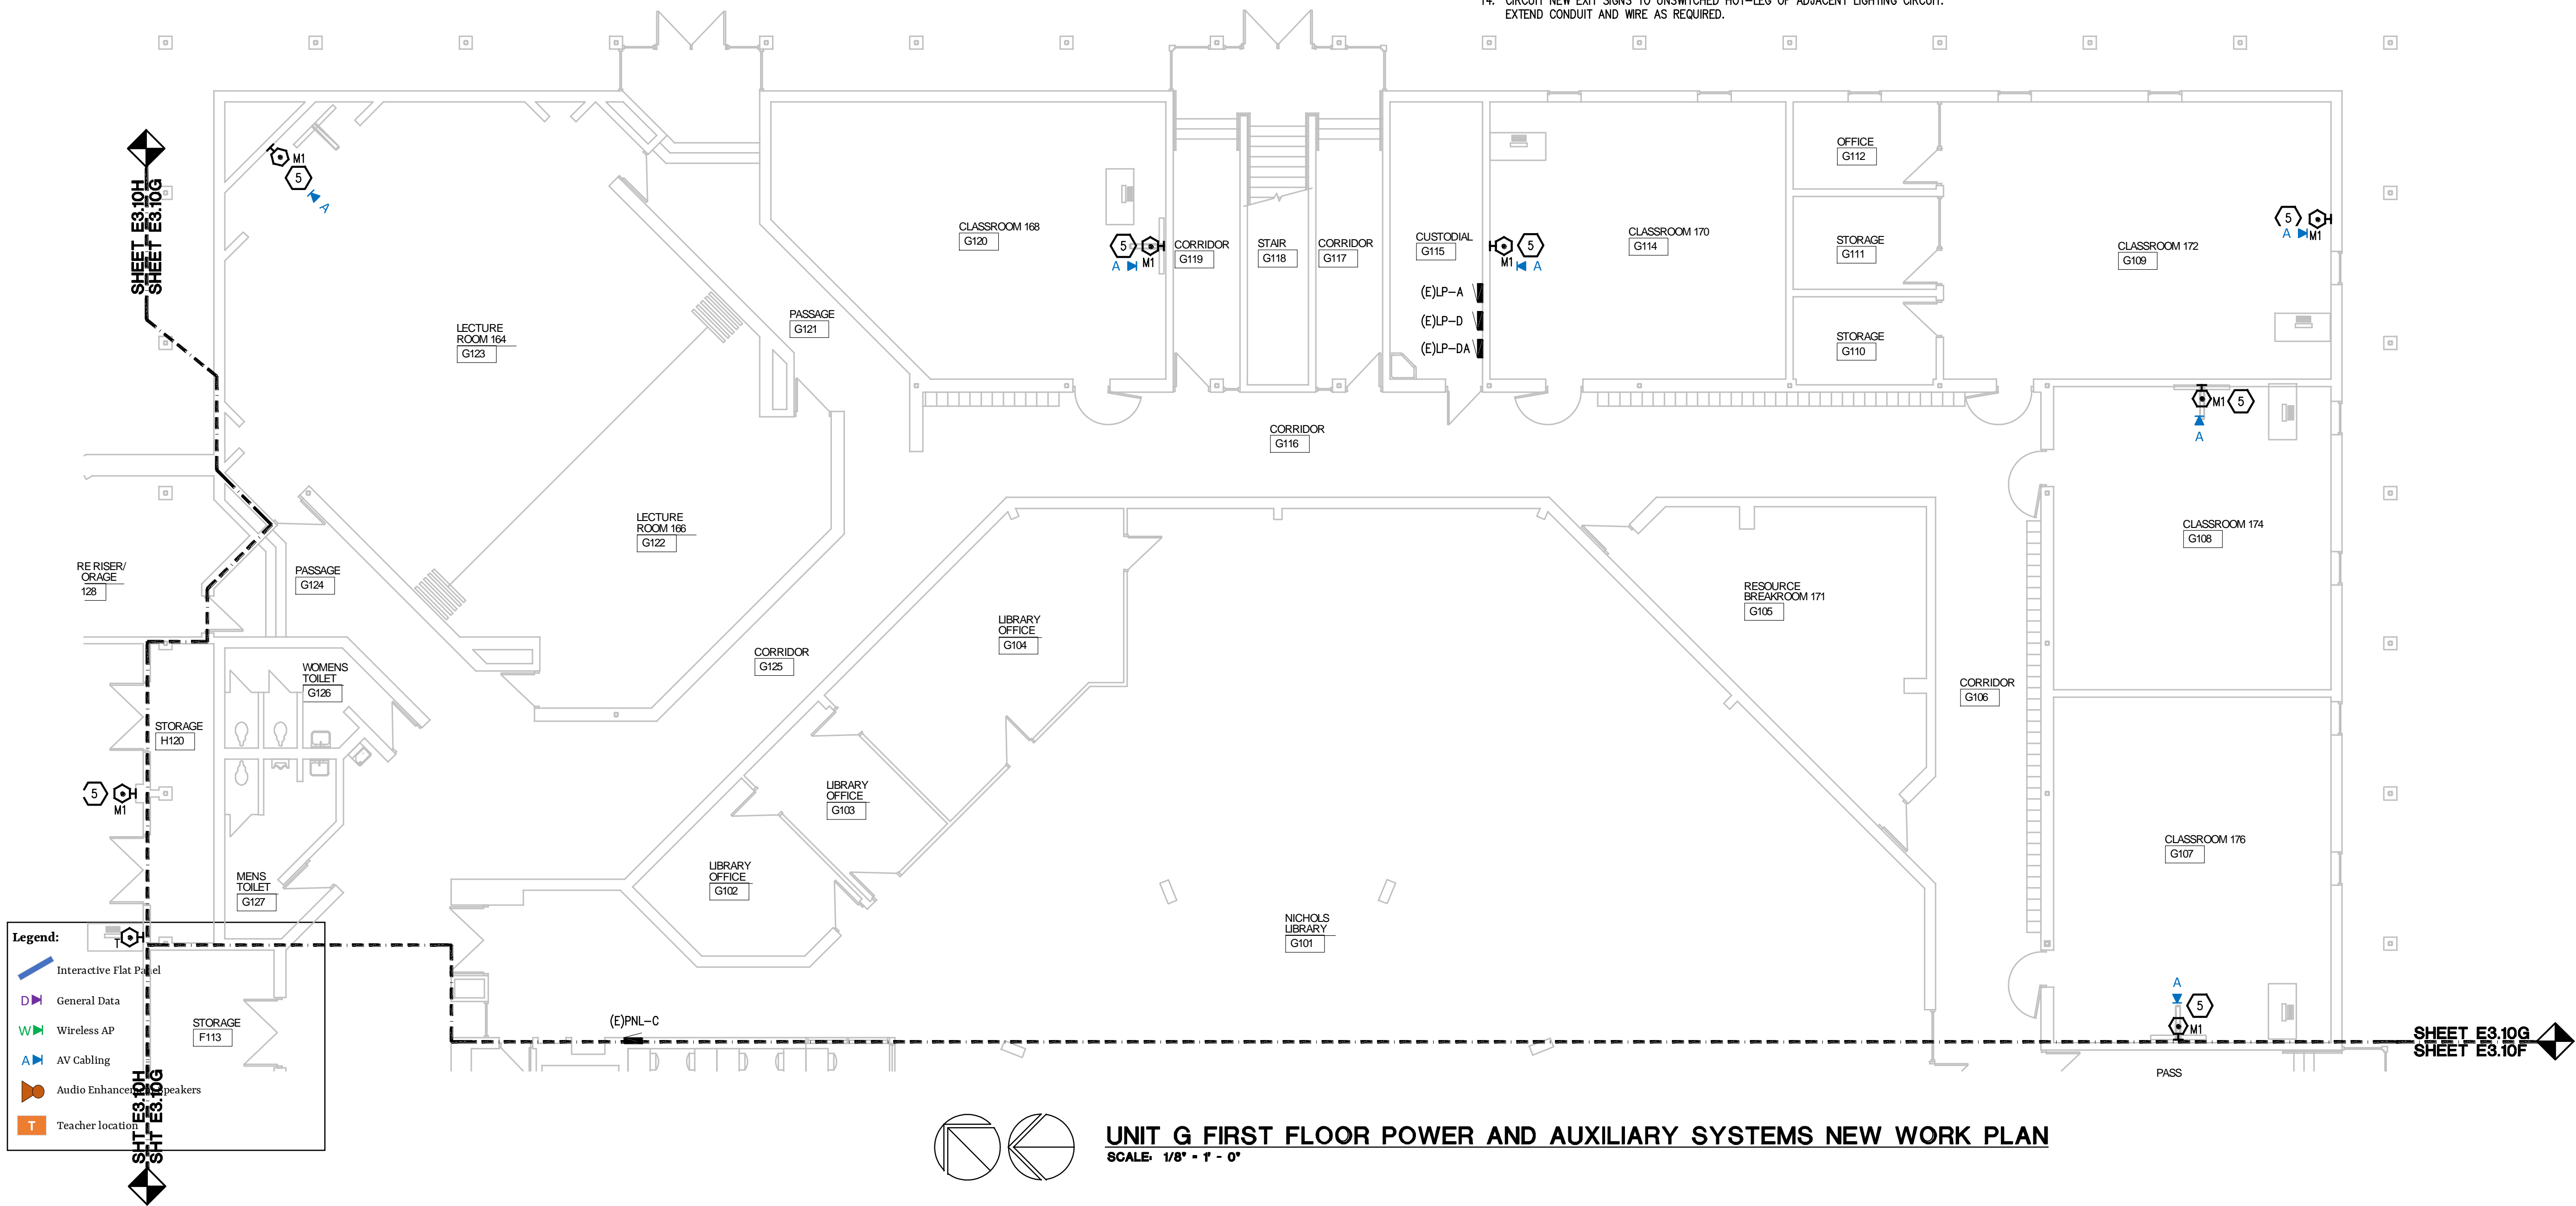 14. CIRCUIT NEW EXIT SIGNS TO UNSWITCHED HOT-LEG OF ADJACENT LIGHTING CIRCUIT.
EXTEND CONDUIT AND WIRE AS REQUIRED.
SHEET E3.10H
SHEET E3.10G
M1
5
A
LECTURE
ROOM 164
G123
PASSAGE
G121
CLASSROOM 168
G120
5
A
M1
CORRIDOR
G119
STAIR
G118
CORRIDOR
G117
CUSTODIAL
G115
(E)LP-A
(E)LP-D
(E)LP-DA
M1
5
A
CLASSROOM 170
G114
OFFICE
G112
STORAGE
G111
STORAGE
G110
CLASSROOM 172
G109
5
A
M1
M1
5
A
CORRIDOR
G116
LECTURE
ROOM 166
G122
CLASSROOM 174
G108
RE RISER/
ORAGE
128
PASSAGE
G124
RESOURCE
BREAKROOM 171
G105
LIBRARY
OFFICE
G104
CORRIDOR
G125
WOMENS
TOILET
G126
CORRIDOR
G106
STORAGE
H120
5
M1
LIBRARY
OFFICE
G103
LIBRARY
OFFICE
G102
MENS
TOILET
G127
CLASSROOM 176
G107
NICHOLS
LIBRARY
G101
A
5
M1
Legend:
T
Interactive Flat Panel
D General Data
W Wireless AP
A AV Cabling
Audio Enhancement Speakers
T Teacher location
STORAGE
F113
SHT E3.10H
SHT E3.10G
(E)PNL-C
SHEET E3.10G
SHEET E3.10F
PASS
UNIT G FIRST FLOOR POWER AND AUXILIARY SYSTEMS NEW WORK PLAN
SCALE: 1/8" = 1' - 0"